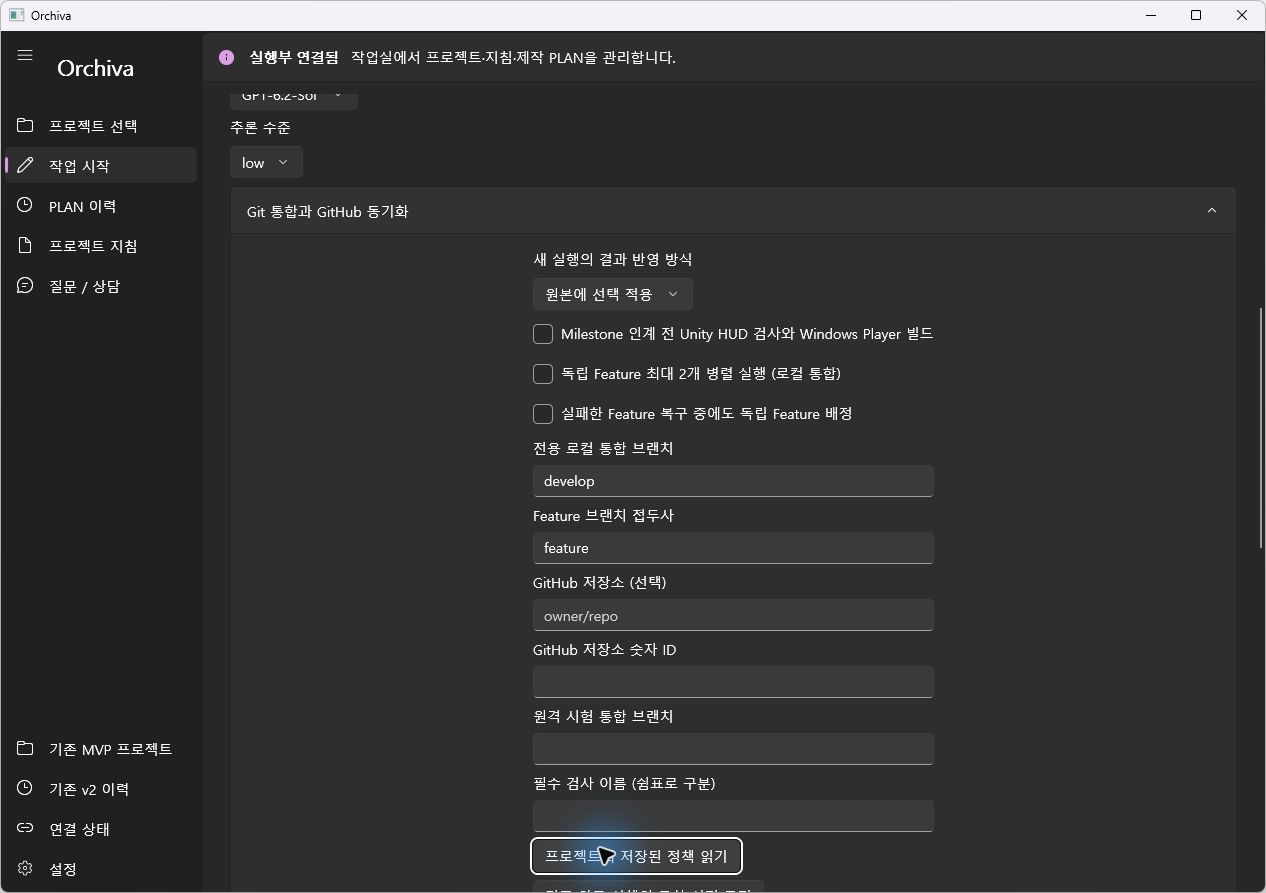 Orchiva
Orchiva
실행부 연결됨 작업실에서 프로젝트·지침·제작 PLAN을 관리합니다.
프로젝트 선택
작업 시작
PLAN 이력
프로젝트 지침
질문 / 상담
기존 MVP 프로젝트
기존 v2 이력
연결 상태
설정
GPT-6.2-Sol
추론 수준
low
Git 통합과 GitHub 동기화
새 실행의 결과 반영 방식
원본에 선택 적용
Milestone 인계 전 Unity HUD 검사와 Windows Player 빌드
독립 Feature 최대 2개 병렬 실행 (로컬 통합)
실패한 Feature 복구 중에도 독립 Feature 배정
전용 로컬 통합 브랜치
develop
Feature 브랜치 접두사
feature
GitHub 저장소 (선택)
owner/repo
GitHub 저장소 숫자 ID
원격 시험 통합 브랜치
필수 검사 이름 (쉼표로 구분)
저장된 정책 읽기